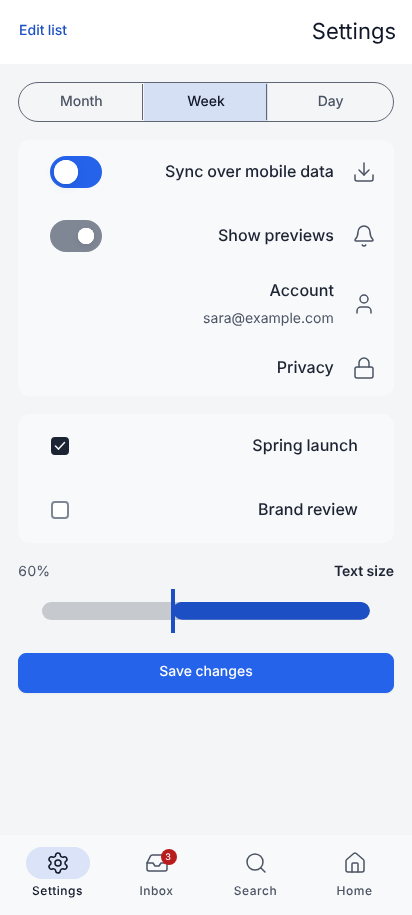 Settings
Edit list
Day
Week
Month
Sync over mobile data
Show previews
Account
sara@example.com
Privacy
Spring launch
Brand review
Text size
60%
Save changes
Home
Search
Inbox
3
Settings